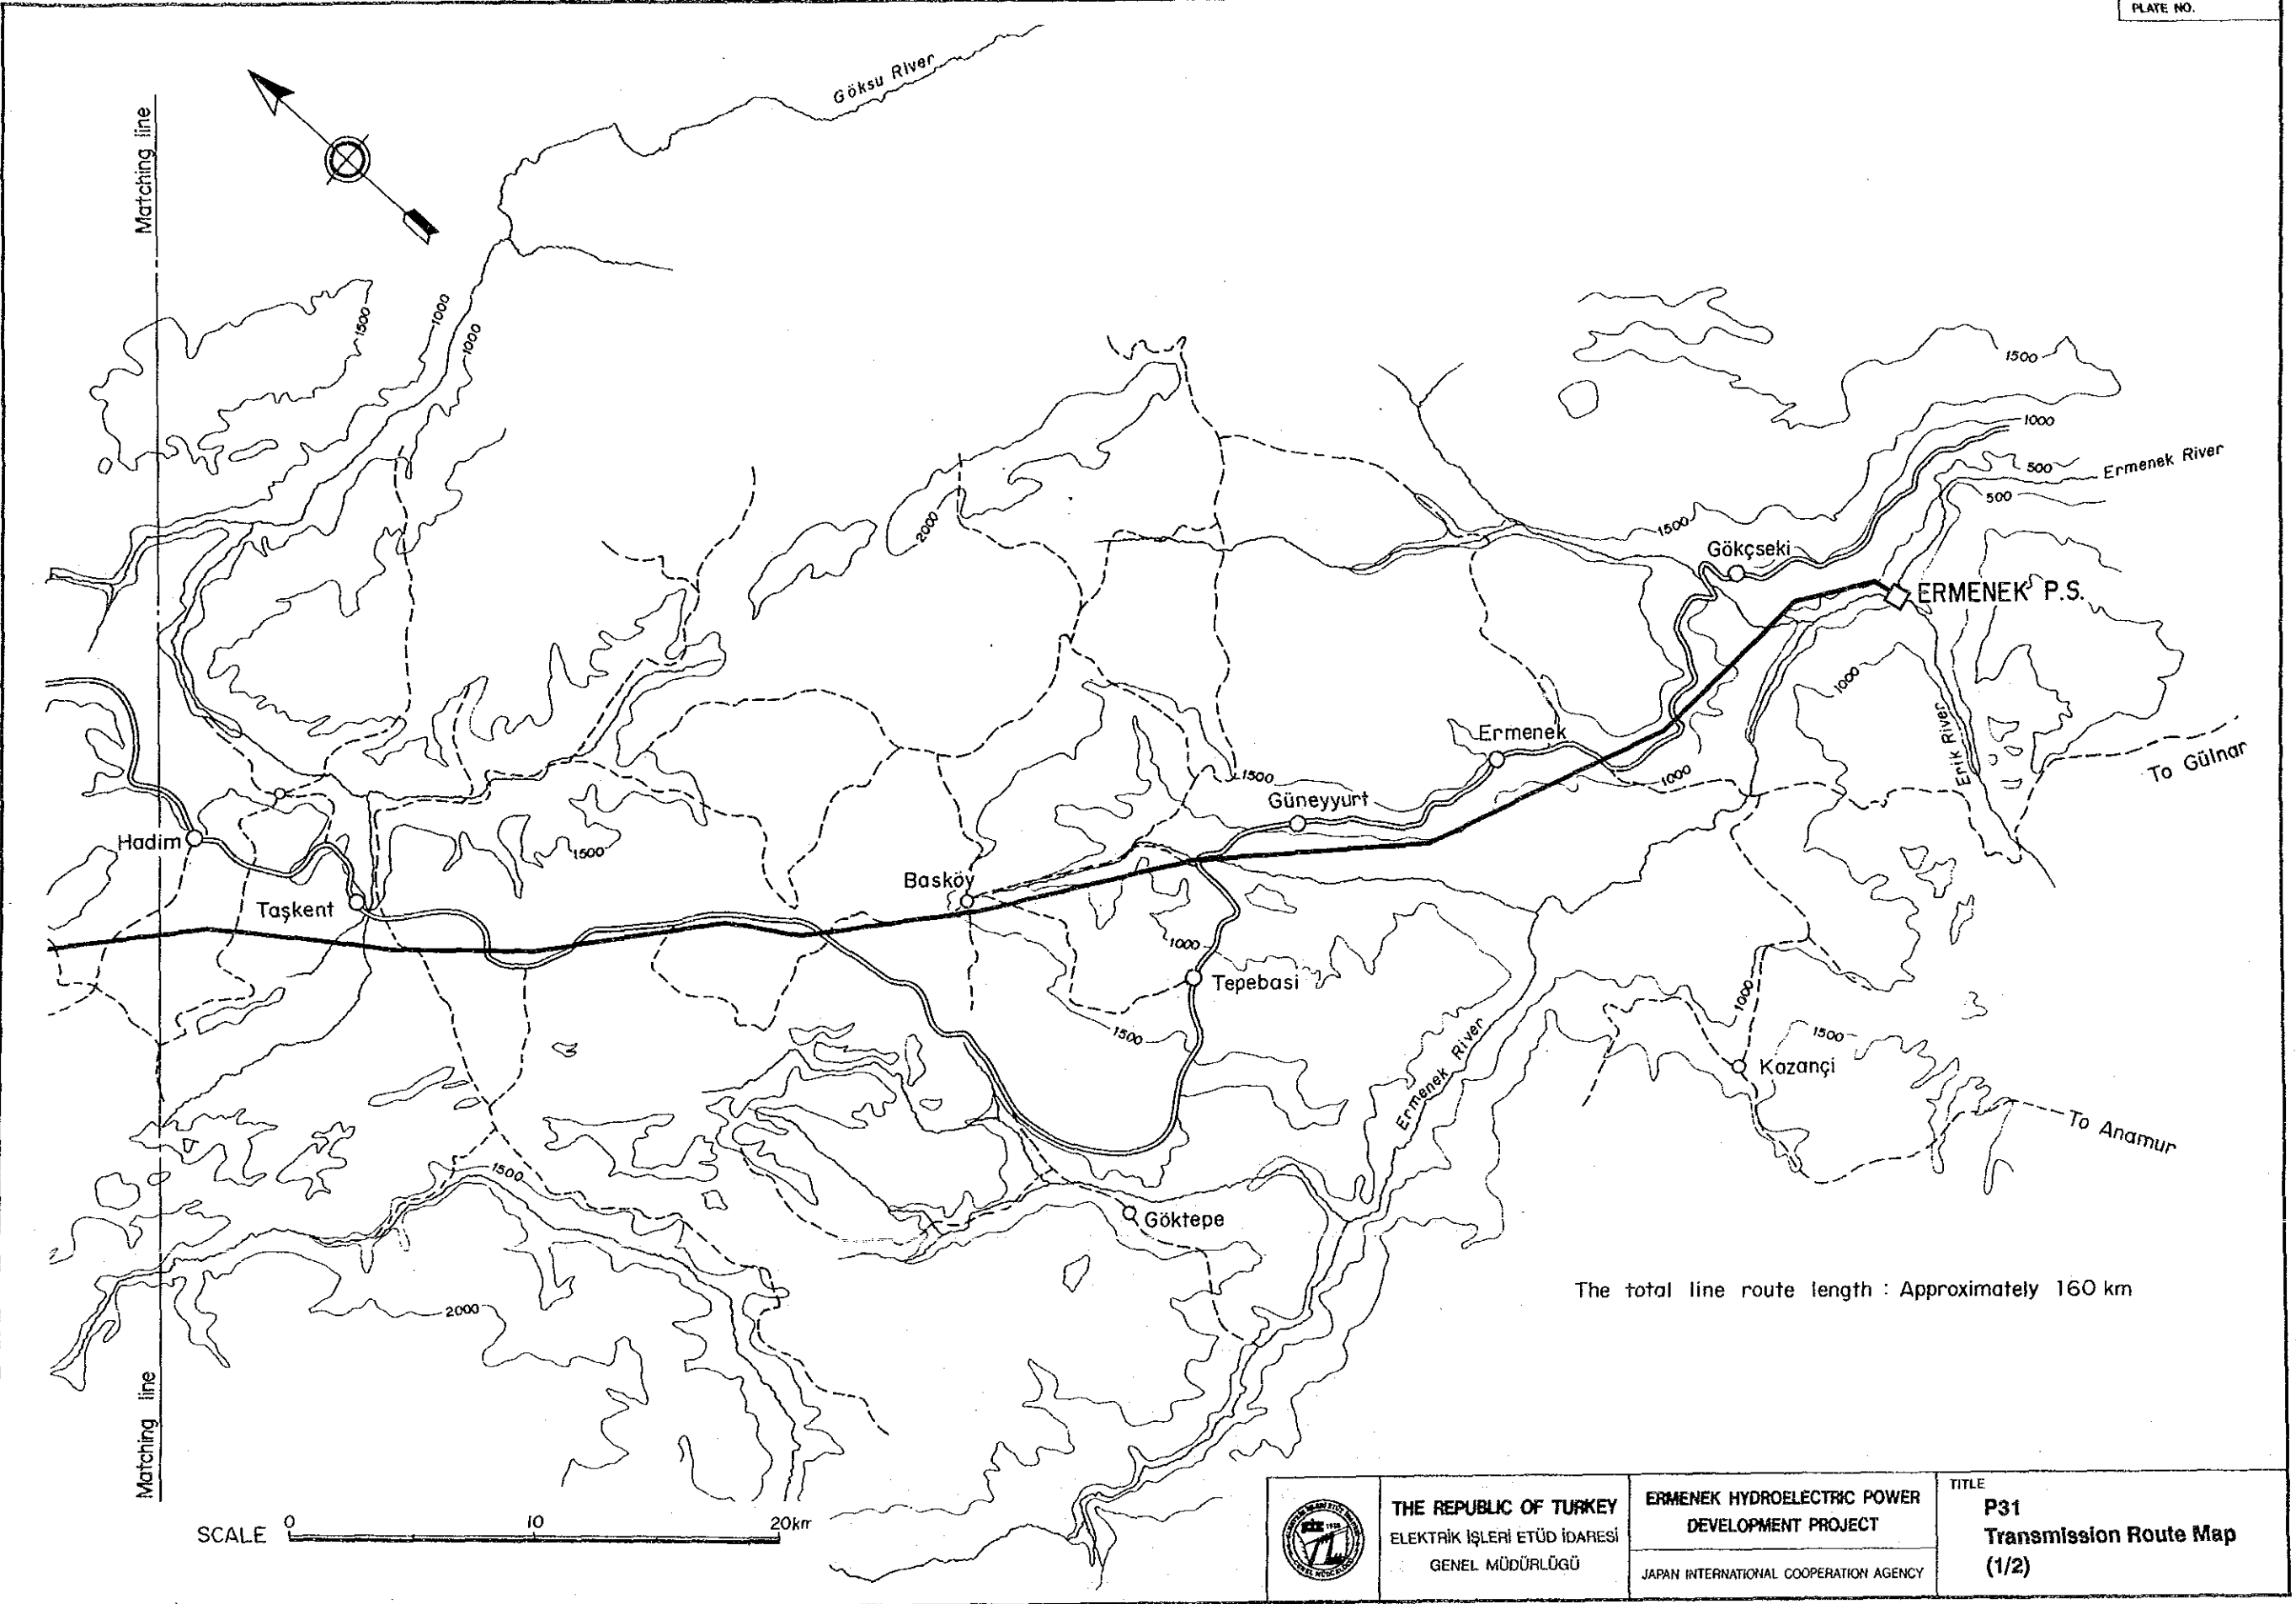 PLATE NO.
Göksu River
Matching line
1500
1000
1000
1500
1000
500
Ermenek River
500
2000
1500
Gökçseki
ERMENEK P.S.
1000
Erik River
To Gülnar
Ermenek
1000
1500
Güneyyurt
Hadim
1500
Basköy
Taşkent
1000
Tepebasi
1000
1500
1500
Kazançi
Ermenek River
To Anamur
1500
Göktepe
2000
The total line route length : Approximately 160 km
Matching line
SCALE 0 10 20km
THE REPUBLIC OF TURKEY
ELEKTRİK İŞLERİ ETÜD İDARESİ
GENEL MÜDÜRLÜGÜ
ERMENEK HYDROELECTRIC POWER
DEVELOPMENT PROJECT
JAPAN INTERNATIONAL COOPERATION AGENCY
TITLE
P31
Transmission Route Map
(1/2)